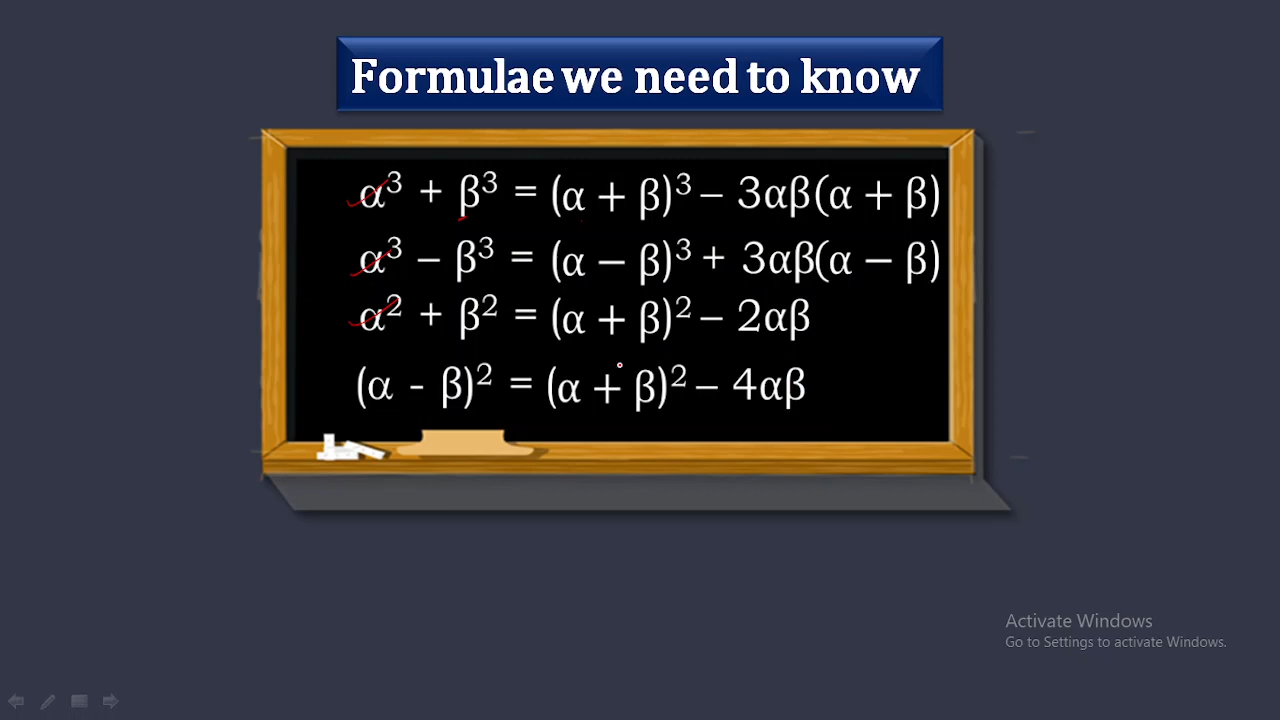 Formulae we need to know
α³ + β³ = (α + β)³ – 3αβ(α + β)
α³ – β³ = (α – β)³ + 3αβ(α – β)
α² + β² = (α + β)² – 2αβ
(α - β)² = (α + β)² – 4αβ
Activate Windows
Go to Settings to activate Windows.